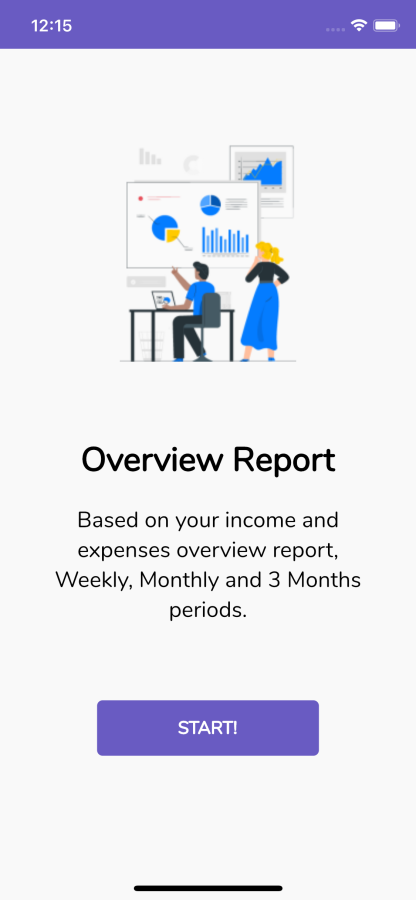 12:15
Overview Report
Based on your income and
expenses overview report,
Weekly, Monthly and 3 Months
periods.
START!